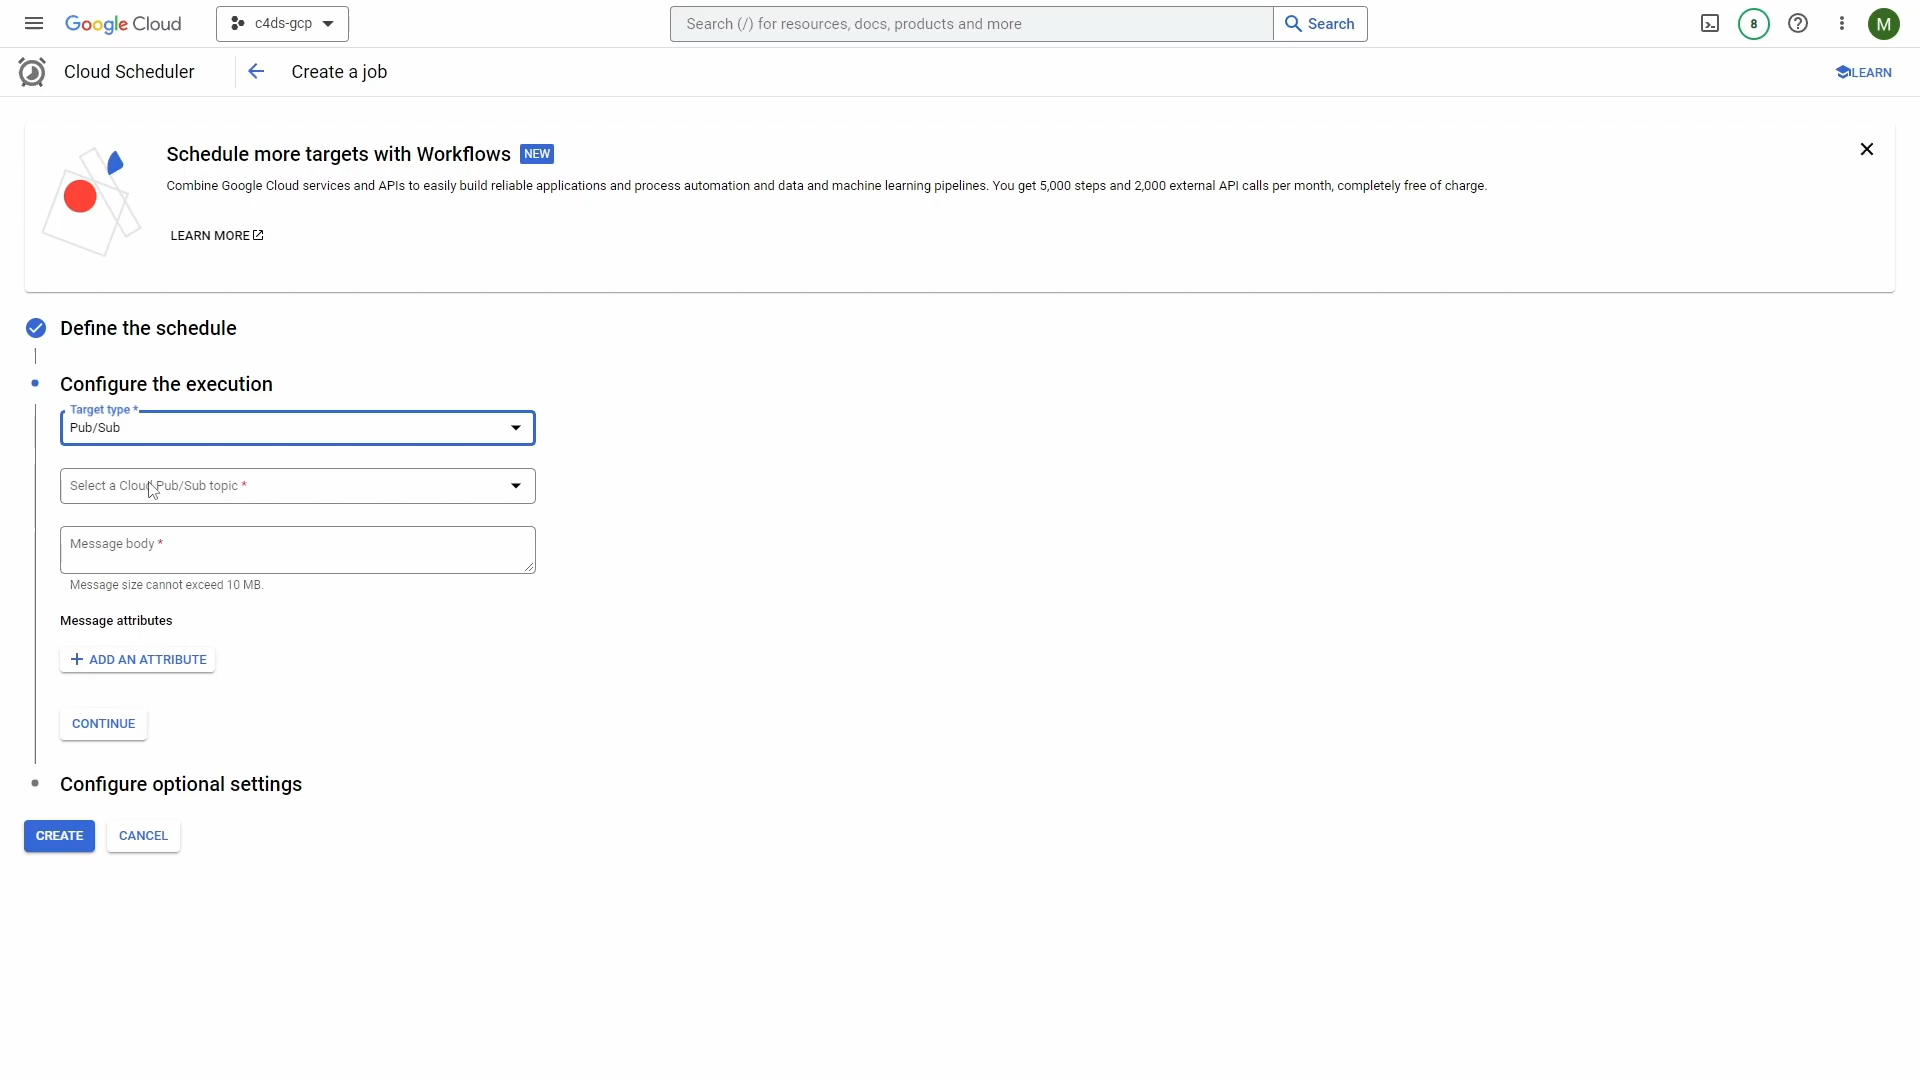 Google Cloud
c4ds-gcp
Search (/) for resources, docs, products and more
Search
8
M
Cloud Scheduler
Create a job
LEARN
Schedule more targets with Workflows NEW
Combine Google Cloud services and APIs to easily build reliable applications and process automation and data and machine learning pipelines. You get 5,000 steps and 2,000 external API calls per month, completely free of charge.
LEARN MORE
Define the schedule
Configure the execution
Target type *
Pub/Sub
Select a Cloud Pub/Sub topic *
Message body *
Message size cannot exceed 10 MB.
Message attributes
ADD AN ATTRIBUTE
CONTINUE
Configure optional settings
CREATE
CANCEL